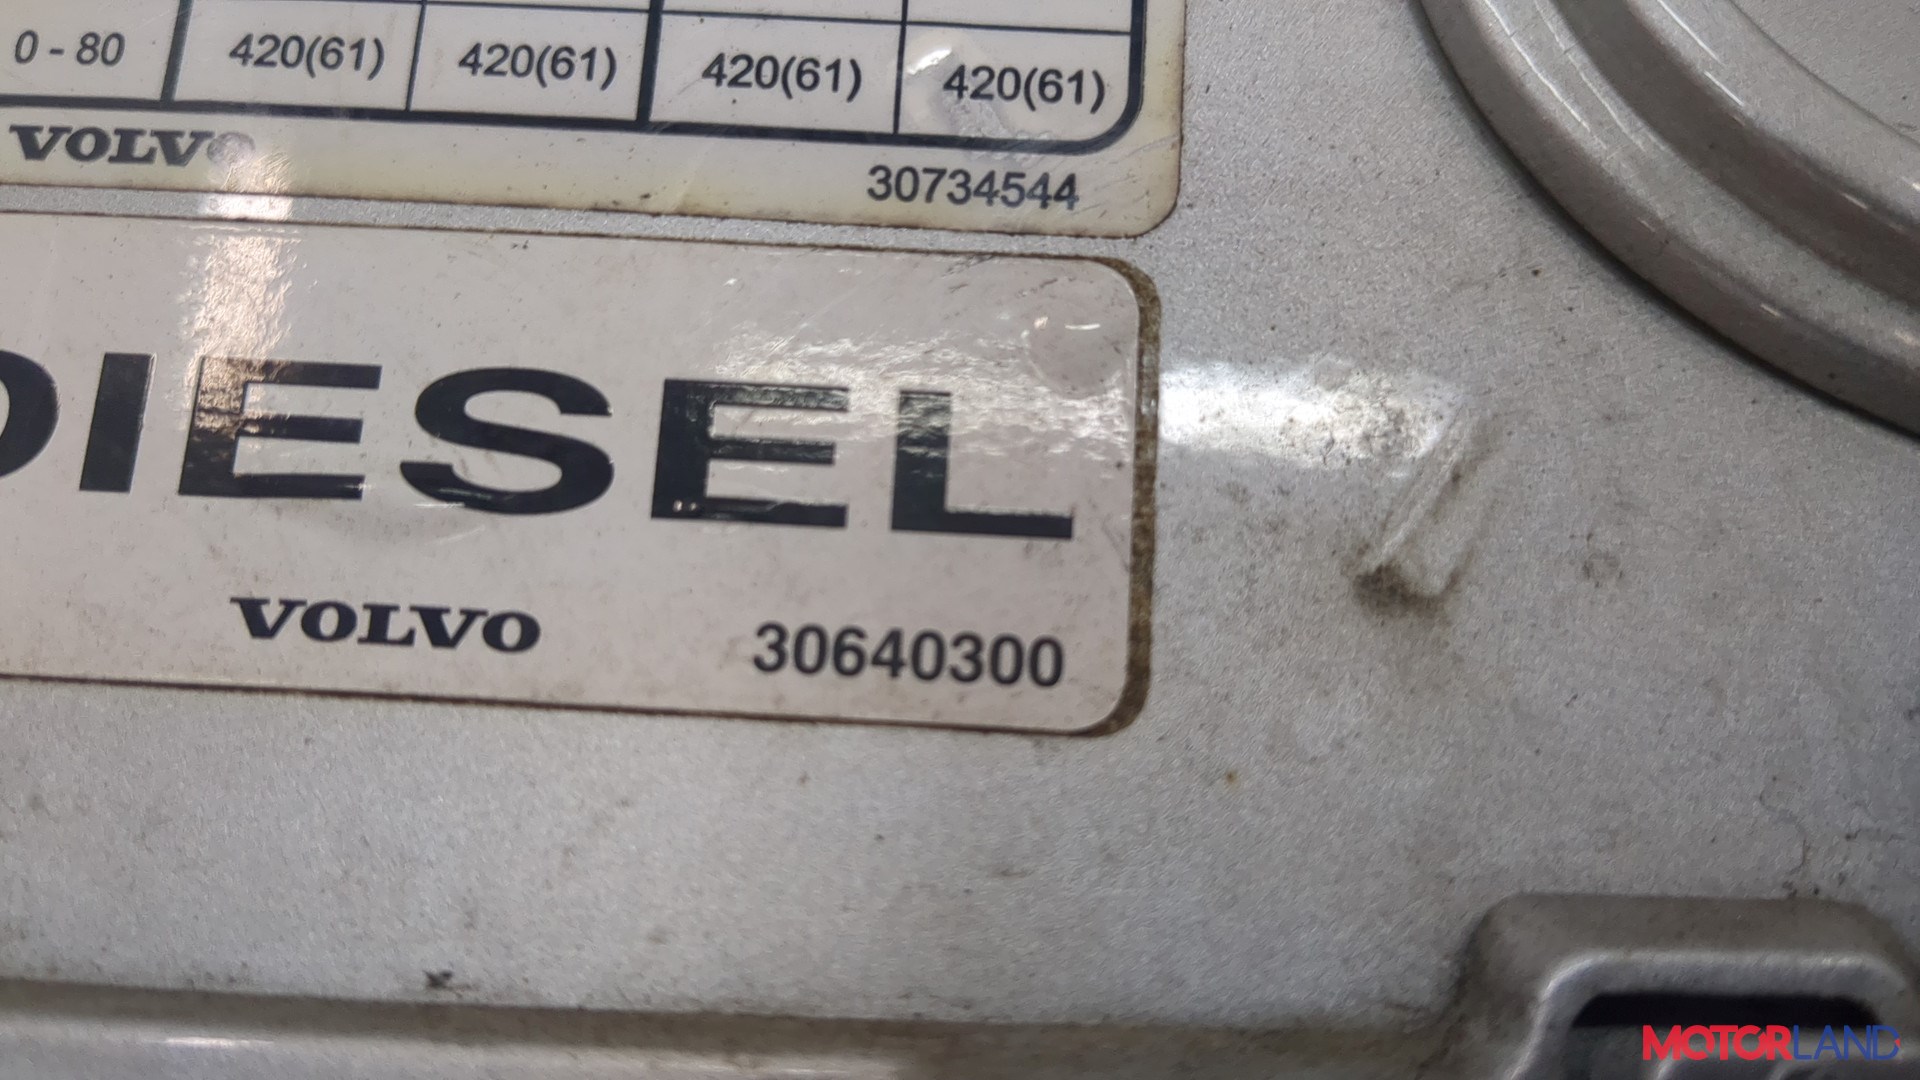 0 - 80 420(61) 420(61) 420(61) 420(61)
VOLVO
30734544
DIESEL
VOLVO 30640300
MOTORLAND